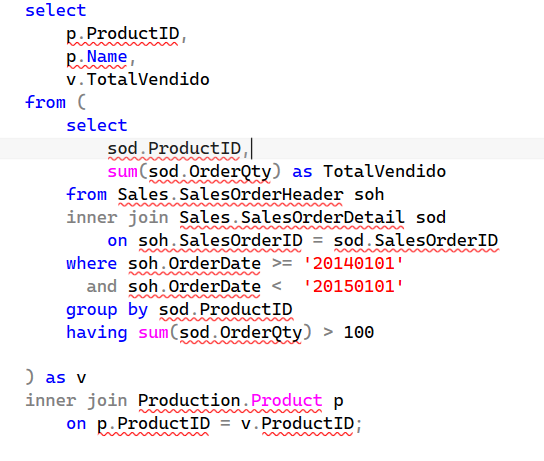 select
    p.ProductID,
    p.Name,
    v.TotalVendido
from (
    select
        sod.ProductID,
        sum(sod.OrderQty) as TotalVendido
    from Sales.SalesOrderHeader soh
    inner join Sales.SalesOrderDetail sod
        on soh.SalesOrderID = sod.SalesOrderID
    where soh.OrderDate >= '20140101'
      and soh.OrderDate <  '20150101'
    group by sod.ProductID
    having sum(sod.OrderQty) > 100

) as v
inner join Production.Product p
    on p.ProductID = v.ProductID;